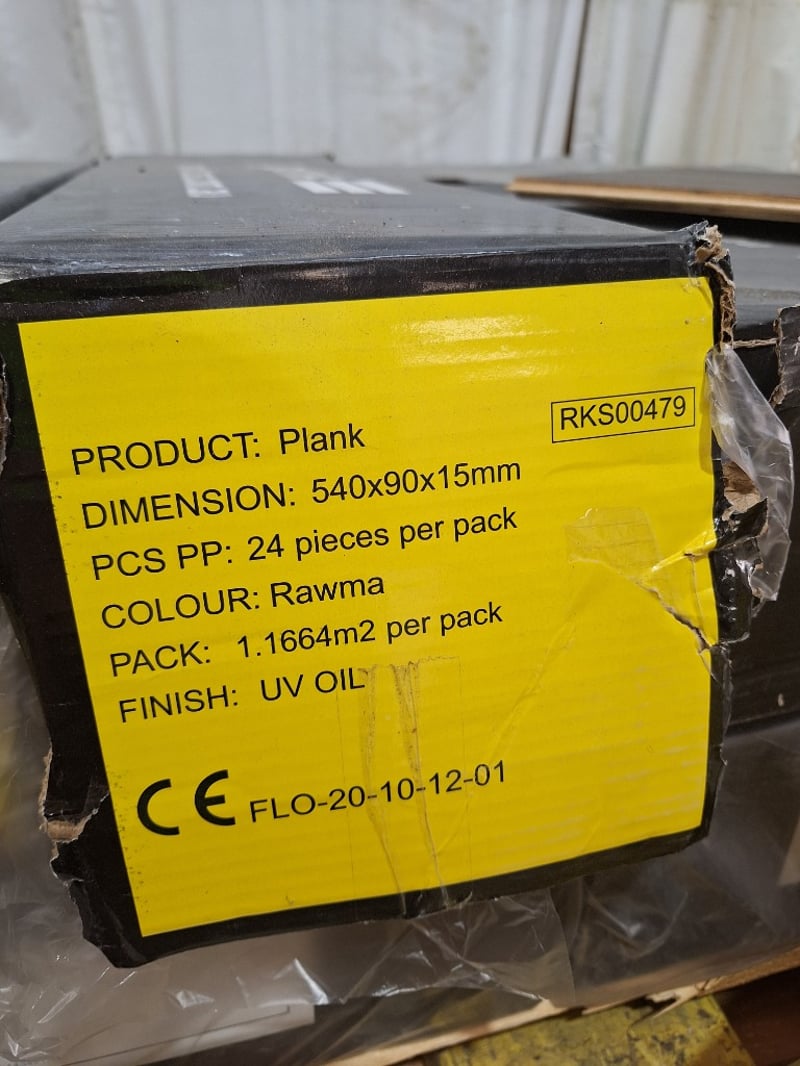 RKS00479
PRODUCT: Plank
DIMENSION: 540x90x15mm
PCS PP: 24 pieces per pack
COLOUR: Rawma
PACK: 1.1664m2 per pack
FINISH: UV OIL
CE FLO-20-10-12-01